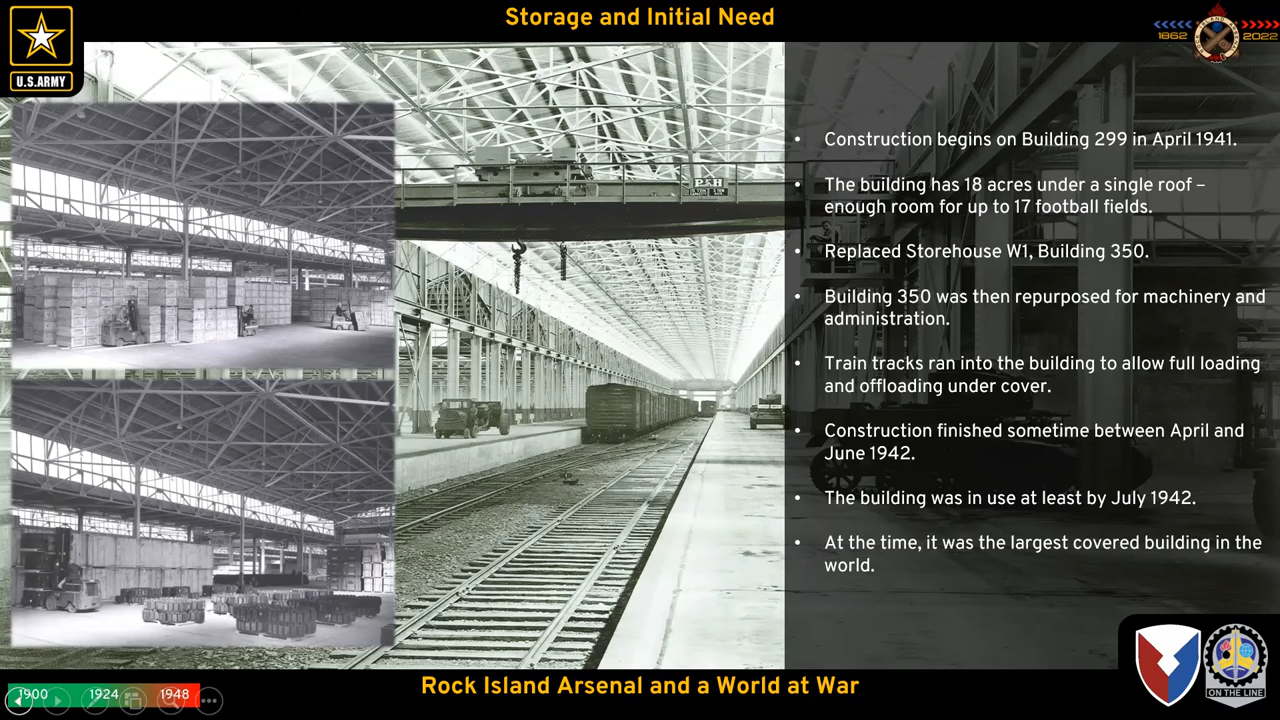 Storage and Initial Need
U.S.ARMY
1862
2022
P&H
• Construction begins on Building 299 in April 1941.
• The building has 18 acres under a single roof –
enough room for up to 17 football fields.
• Replaced Storehouse W1, Building 350.
• Building 350 was then repurposed for machinery and
administration.
• Train tracks ran into the building to allow full loading
and offloading under cover.
• Construction finished sometime between April and
June 1942.
• The building was in use at least by July 1942.
• At the time, it was the largest covered building in the
world.
ON THE LINE
1900
1924
1948
Rock Island Arsenal and a World at War